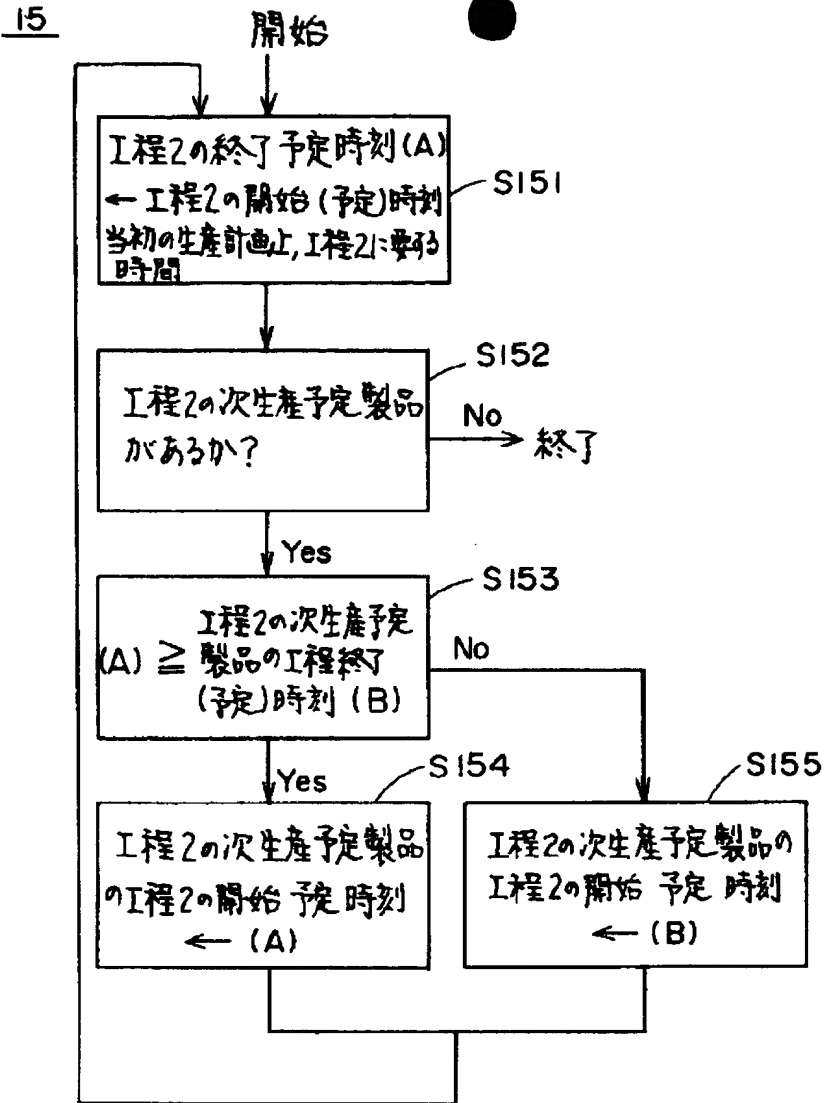 15
開始
工程2の終了予定時刻(A)
← 工程2の開始(予定)時刻
当初の生産計画上,工程2に要する
時間
S151
工程2の次生産予定製品
があるか?
S152
No
終了
Yes
(A) ≧ 工程2の次生産予定
製品の工程終了
(予定)時刻(B)
S153
No
Yes
工程2の次生産予定製品
の工程2の開始予定時刻
← (A)
S154
工程2の次生産予定製品の
工程2の開始予定時刻
← (B)
S155